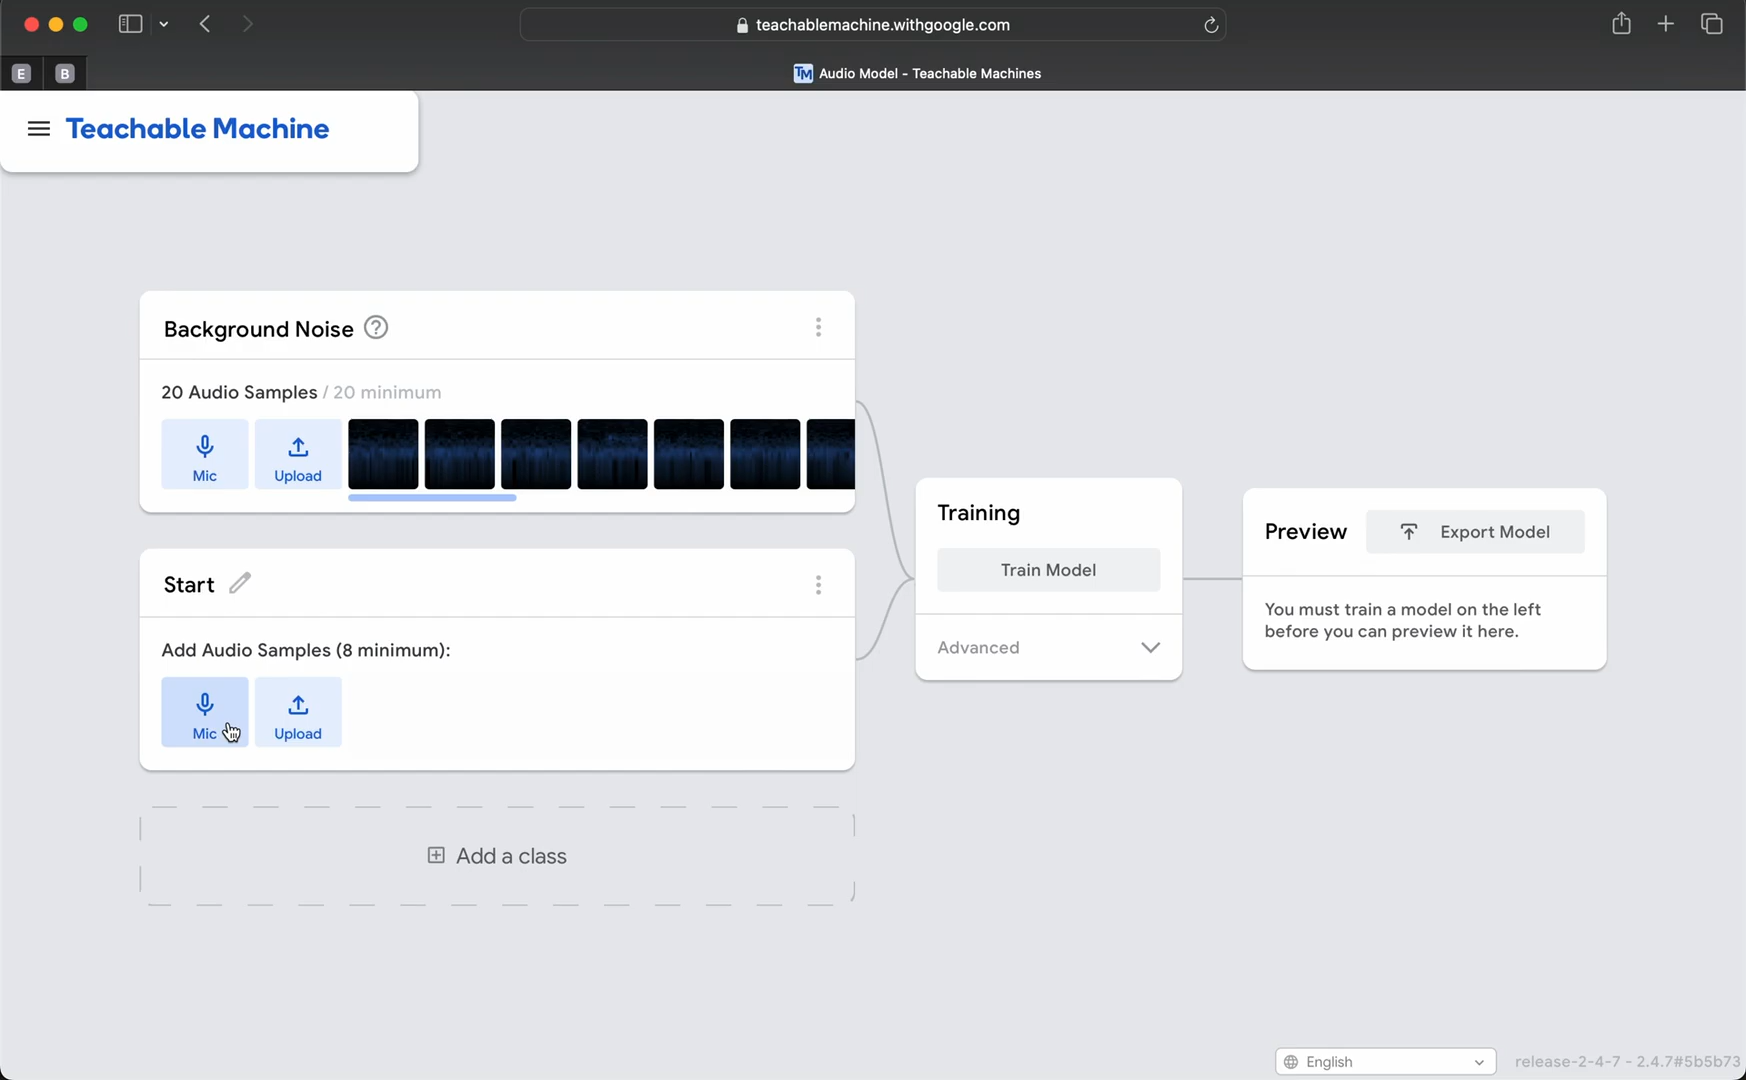 teachablemachine.withgoogle.com
E
B
TM Audio Model - Teachable Machines
Teachable Machine
Background Noise ?
20 Audio Samples / 20 minimum
Mic
Upload
Start
Add Audio Samples (8 minimum):
Mic
Upload
Add a class
Training
Train Model
Advanced
Preview
Export Model
You must train a model on the left
before you can preview it here.
English
release-2-4-7 - 2.4.7#5b5b73